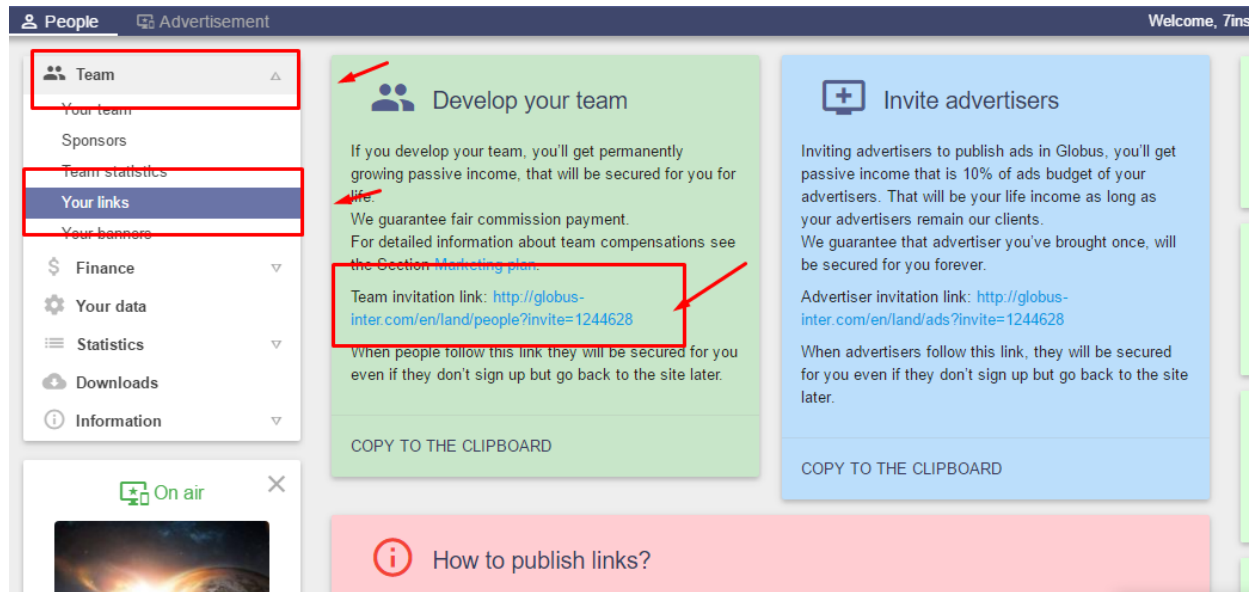 People
Advertisement
Welcome, 7ins
Team
Your team
Sponsors
Team statistics
Your links
Your banners
Finance
Your data
Statistics
Downloads
Information
On air
Develop your team
If you develop your team, you'll get permanently
growing passive income, that will be secured for you for
life.
We guarantee fair commission payment.
For detailed information about team compensations see
the Section Marketing plan.
Team invitation link: http://globus-
inter.com/en/land/people?invite=1244628
When people follow this link they will be secured for you
even if they don't sign up but go back to the site later.
COPY TO THE CLIPBOARD
Invite advertisers
Inviting advertisers to publish ads in Globus, you'll get
passive income that is 10% of ads budget of your
advertisers. That will be your life income as long as
your advertisers remain our clients.
We guarantee that advertiser you've brought once, will
be secured for you forever.
Advertiser invitation link: http://globus-
inter.com/en/land/ads?invite=1244628
When advertisers follow this link, they will be secured
for you even if they don't sign up but go back to the site
later.
COPY TO THE CLIPBOARD
How to publish links?